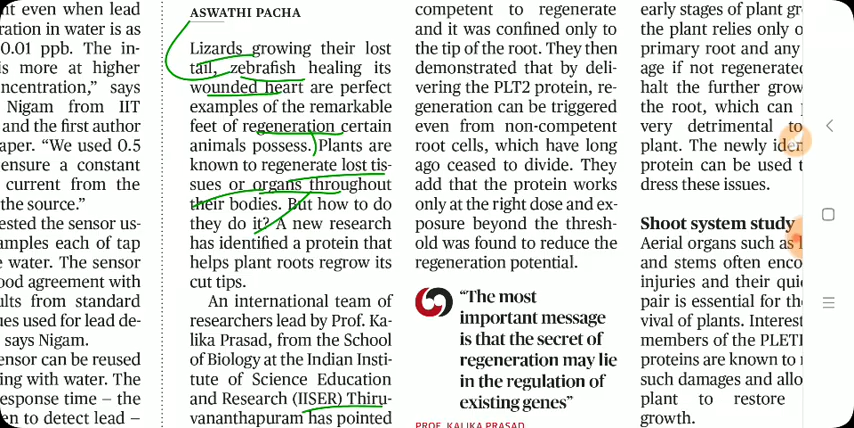 nt even when lead
ration in water is as
0.01 ppb. The in-
is more at higher
ncentration,” says
Nigam from IIT
and the first author
aper. “We used 0.5
ensure a constant
current from the
the source.”
ested the sensor us-
amples each of tap
e water. The sensor
ood agreement with
ults from standard
ues used for lead de-
says Nigam.
ensor can be reused
ing with water. The
esponse time – the
en to detect lead –
ASWATHI PACHA
Lizards growing their lost
tail, zebrafish healing its
wounded heart are perfect
examples of the remarkable
feet of regeneration certain
animals possess. Plants are
known to regenerate lost tis-
sues or organs throughout
their bodies. But how to do
they do it? A new research
has identified a protein that
helps plant roots regrow its
cut tips.
An international team of
researchers lead by Prof. Ka-
lika Prasad, from the School
of Biology at the Indian Insti-
tute of Science Education
and Research (IISER) Thiru-
vananthapuram has pointed
competent to regenerate
and it was confined only to
the tip of the root. They then
demonstrated that by deli-
vering the PLT2 protein, re-
generation can be triggered
even from non-competent
root cells, which have long
ago ceased to divide. They
add that the protein works
only at the right dose and ex-
posure beyond the thresh-
old was found to reduce the
regeneration potential.
“The most
important message
is that the secret of
regeneration may lie
in the regulation of
existing genes”
PROF. KALIKA PRASAD
early stages of plant gr
the plant relies only o
primary root and any
age if not regenerated
halt the further grow
the root, which can
very detrimental to
plant. The newly iden
protein can be used t
dress these issues.
Shoot system study
Aerial organs such as l
and stems often enco
injuries and their quic
pair is essential for the
vival of plants. Interest
members of the PLETH
proteins are known to r
such damages and allo
plant to restore
growth.